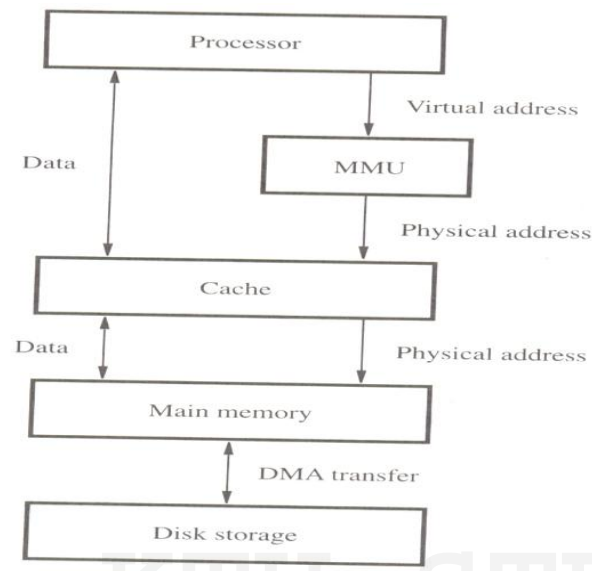 Processor
Virtual address
Data
MMU
Physical address
Cache
Data
Physical address
Main memory
DMA transfer
Disk storage